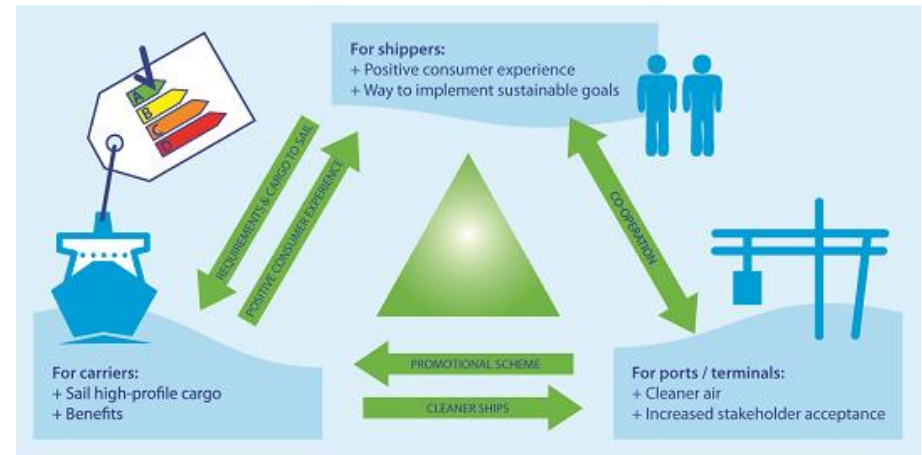 For shippers:
+ Positive consumer experience
+ Way to implement sustainable goals
A
B
C
D
REQUIREMENTS & CARGO TO SAIL
POSITIVE CONSUMER EXPERIENCE
CO-OPERATION
For carriers:
+ Sail high-profile cargo
+ Benefits
PROMOTIONAL SCHEME
CLEANER SHIPS
For ports / terminals:
+ Cleaner air
+ Increased stakeholder acceptance